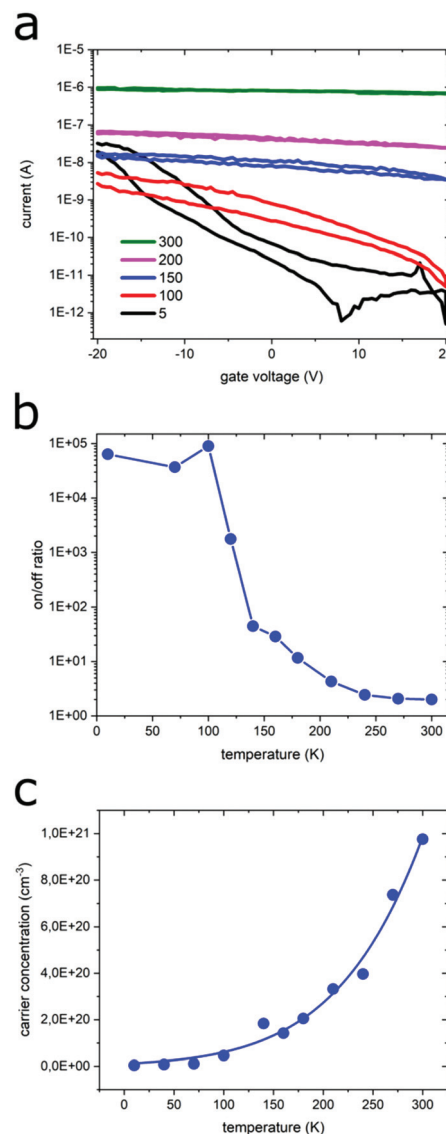 a
1E-5
1E-6
1E-7
1E-8
1E-9
1E-10
1E-11
1E-12
current (A)
300
200
150
100
5
-20 -10 0 10 20
gate voltage (V)
b
1E+05
1E+04
1E+03
1E+02
1E+01
1E+00
on/off ratio
0 50 100 150 200 250 300
temperature (K)
c
1,0E+21
8,0E+20
6,0E+20
4,0E+20
2,0E+20
0,0E+00
carrier concentration (cm⁻³)
0 50 100 150 200 250 300
temperature (K)